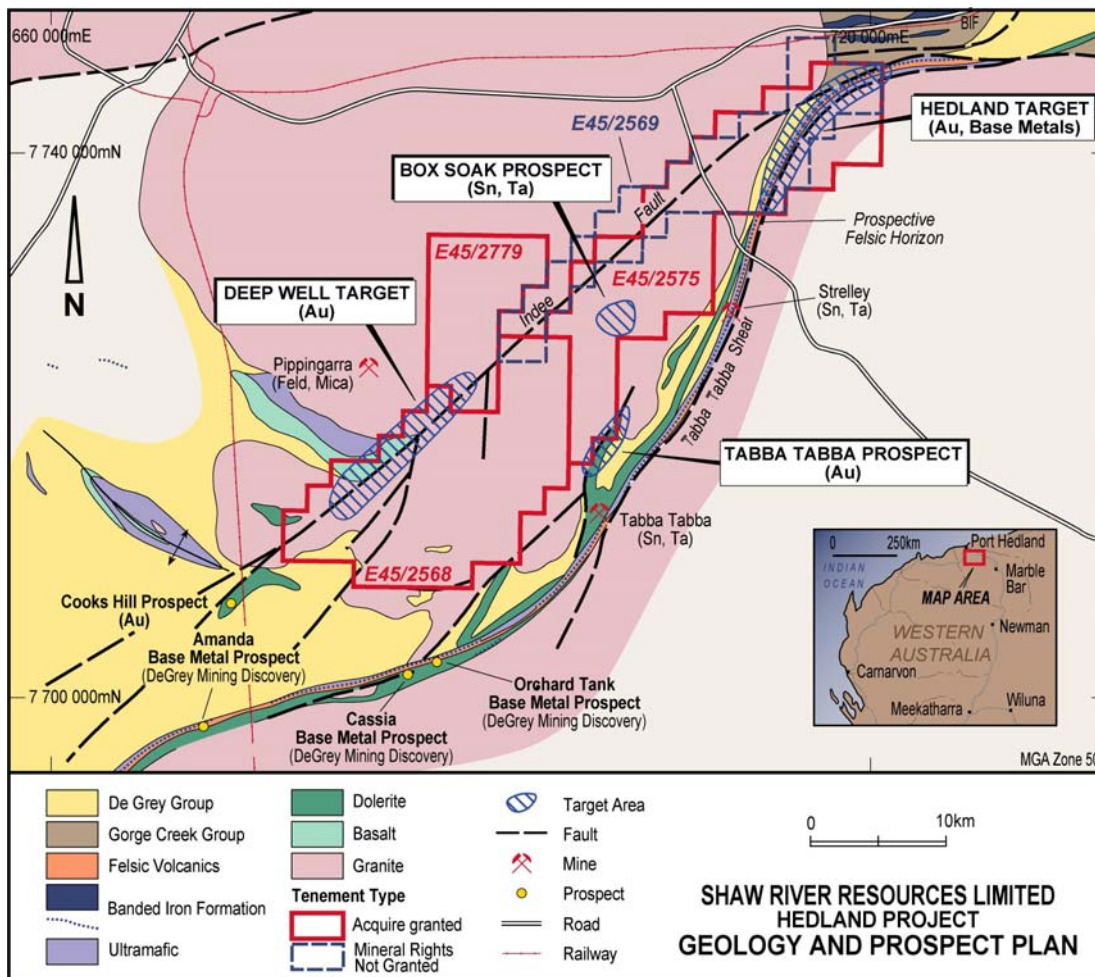 660 000mE
720 000mE
BIF
HEDLAND TARGET
(Au, Base Metals)
E45/2569
7 740 000mN
BOX SOAK PROSPECT
(Sn, Ta)
Fault
Prospective
Felsic Horizon
E45/2779
E45/2575
DEEP WELL TARGET
(Au)
N
Indee
Strelley
(Sn, Ta)
Pippingarra
(Feld, Mica)
Tabba Tabba Shear
TABBA TABBA PROSPECT
(Au)
Tabba Tabba
(Sn, Ta)
E45/2568
Cooks Hill Prospect
(Au)
Amanda
Base Metal Prospect
(DeGrey Mining Discovery)
7 700 000mN
Orchard Tank
Base Metal Prospect
(DeGrey Mining Discovery)
Cassia
Base Metal Prospect
(DeGrey Mining Discovery)
0 250km
Port Hedland
INDIAN
OCEAN
Marble
Bar
MAP AREA
Newman
WESTERN
AUSTRALIA
Carnarvon
Meekatharra
Wiluna
MGA Zone 50
De Grey Group
Gorge Creek Group
Felsic Volcanics
Banded Iron Formation
Ultramafic
Dolerite
Basalt
Granite
Tenement Type
Acquire granted
Mineral Rights
Not Granted
Target Area
Fault
Mine
Prospect
Road
Railway
0 10km
SHAW RIVER RESOURCES LIMITED
HEDLAND PROJECT
GEOLOGY AND PROSPECT PLAN